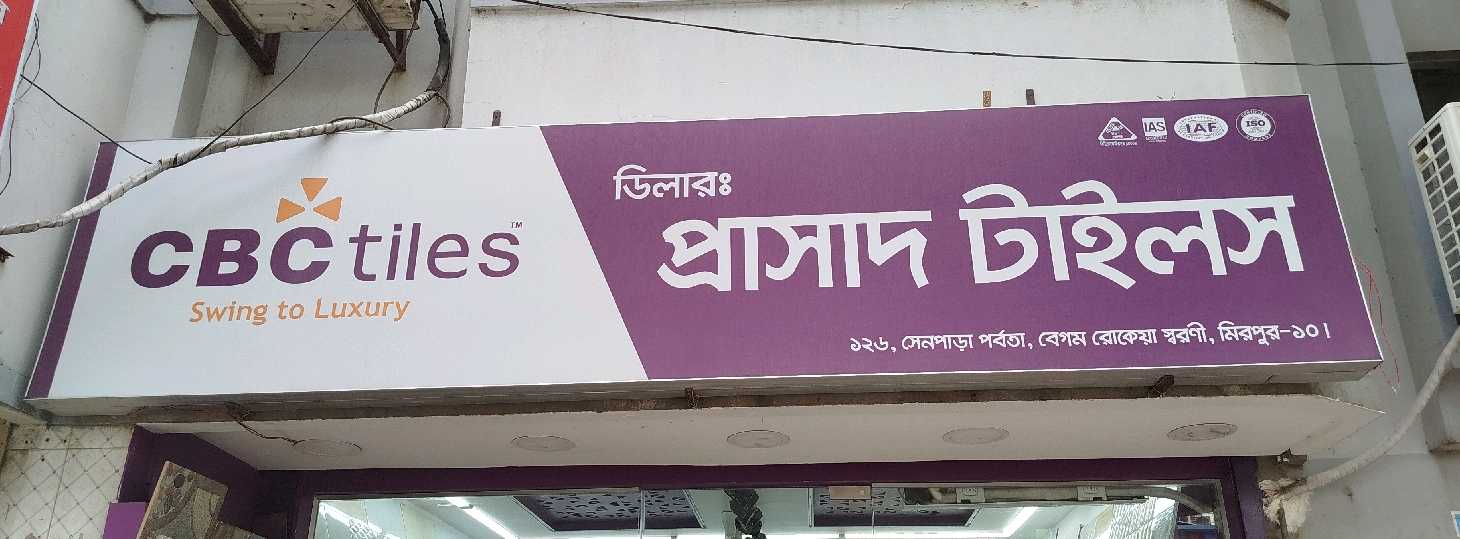 CBC tiles™
Swing to Luxury
ডিলারঃ
প্রাসাদ টাইলস
১২৬, সেনপাড়া পর্বতা, বেগম রোকেয়া স্বরণী, মিরপুর-১০।
IAS
IAF
ISO